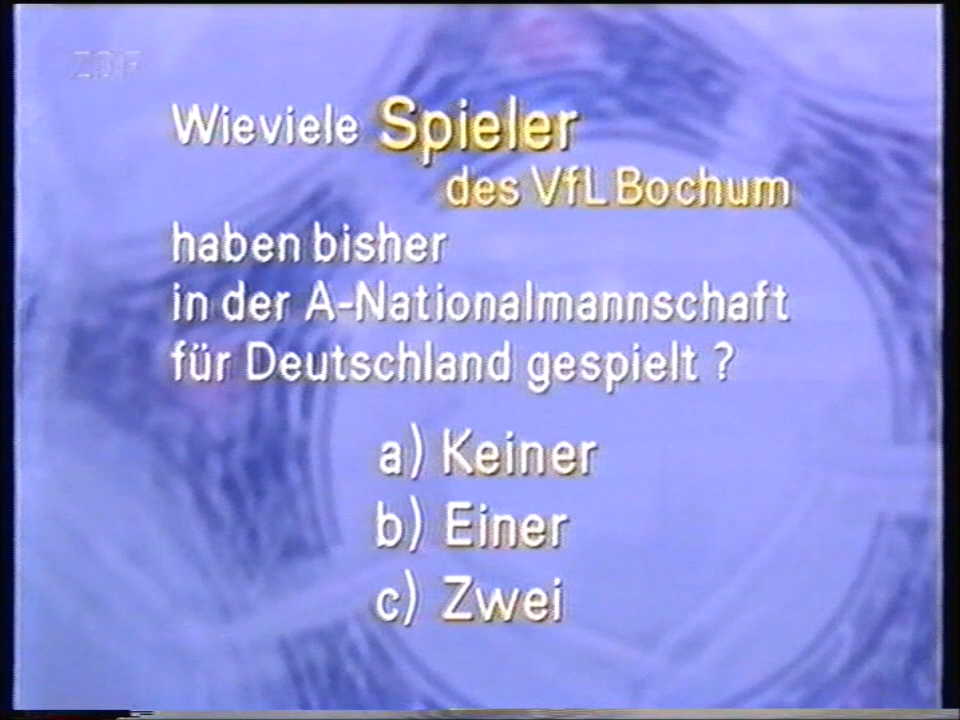 ZDF
Wieviele Spieler
des VfL Bochum
haben bisher
in der A-Nationalmannschaft
für Deutschland gespielt ?
a) Keiner
b) Einer
c) Zwei